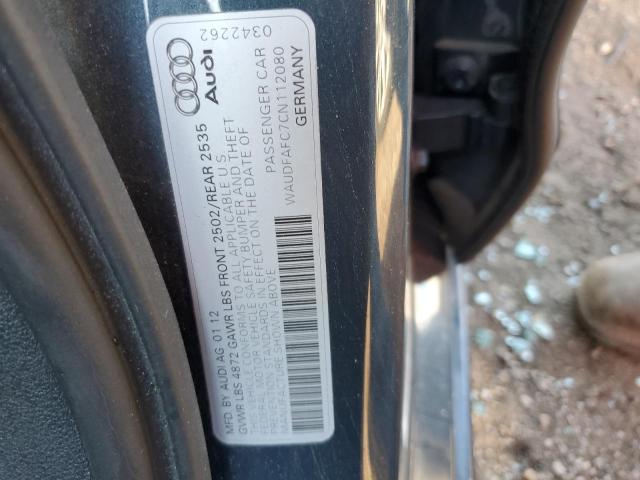 Audi
0342262
MFD BY AUDI AG 01 12
GVWR LBS 4872 GAWR LBS FRONT 2502/REAR 2535
THIS VEHICLE CONFORMS TO ALL APPLICABLE U S
FEDERAL MOTOR VEHICLE SAFETY BUMPER AND THEFT
PREVENTION STANDARDS IN EFFECT ON THE DATE OF
MANUFACTURE SHOWN ABOVE
PASSENGER CAR
WAUDFAFC7CN112080
GERMANY